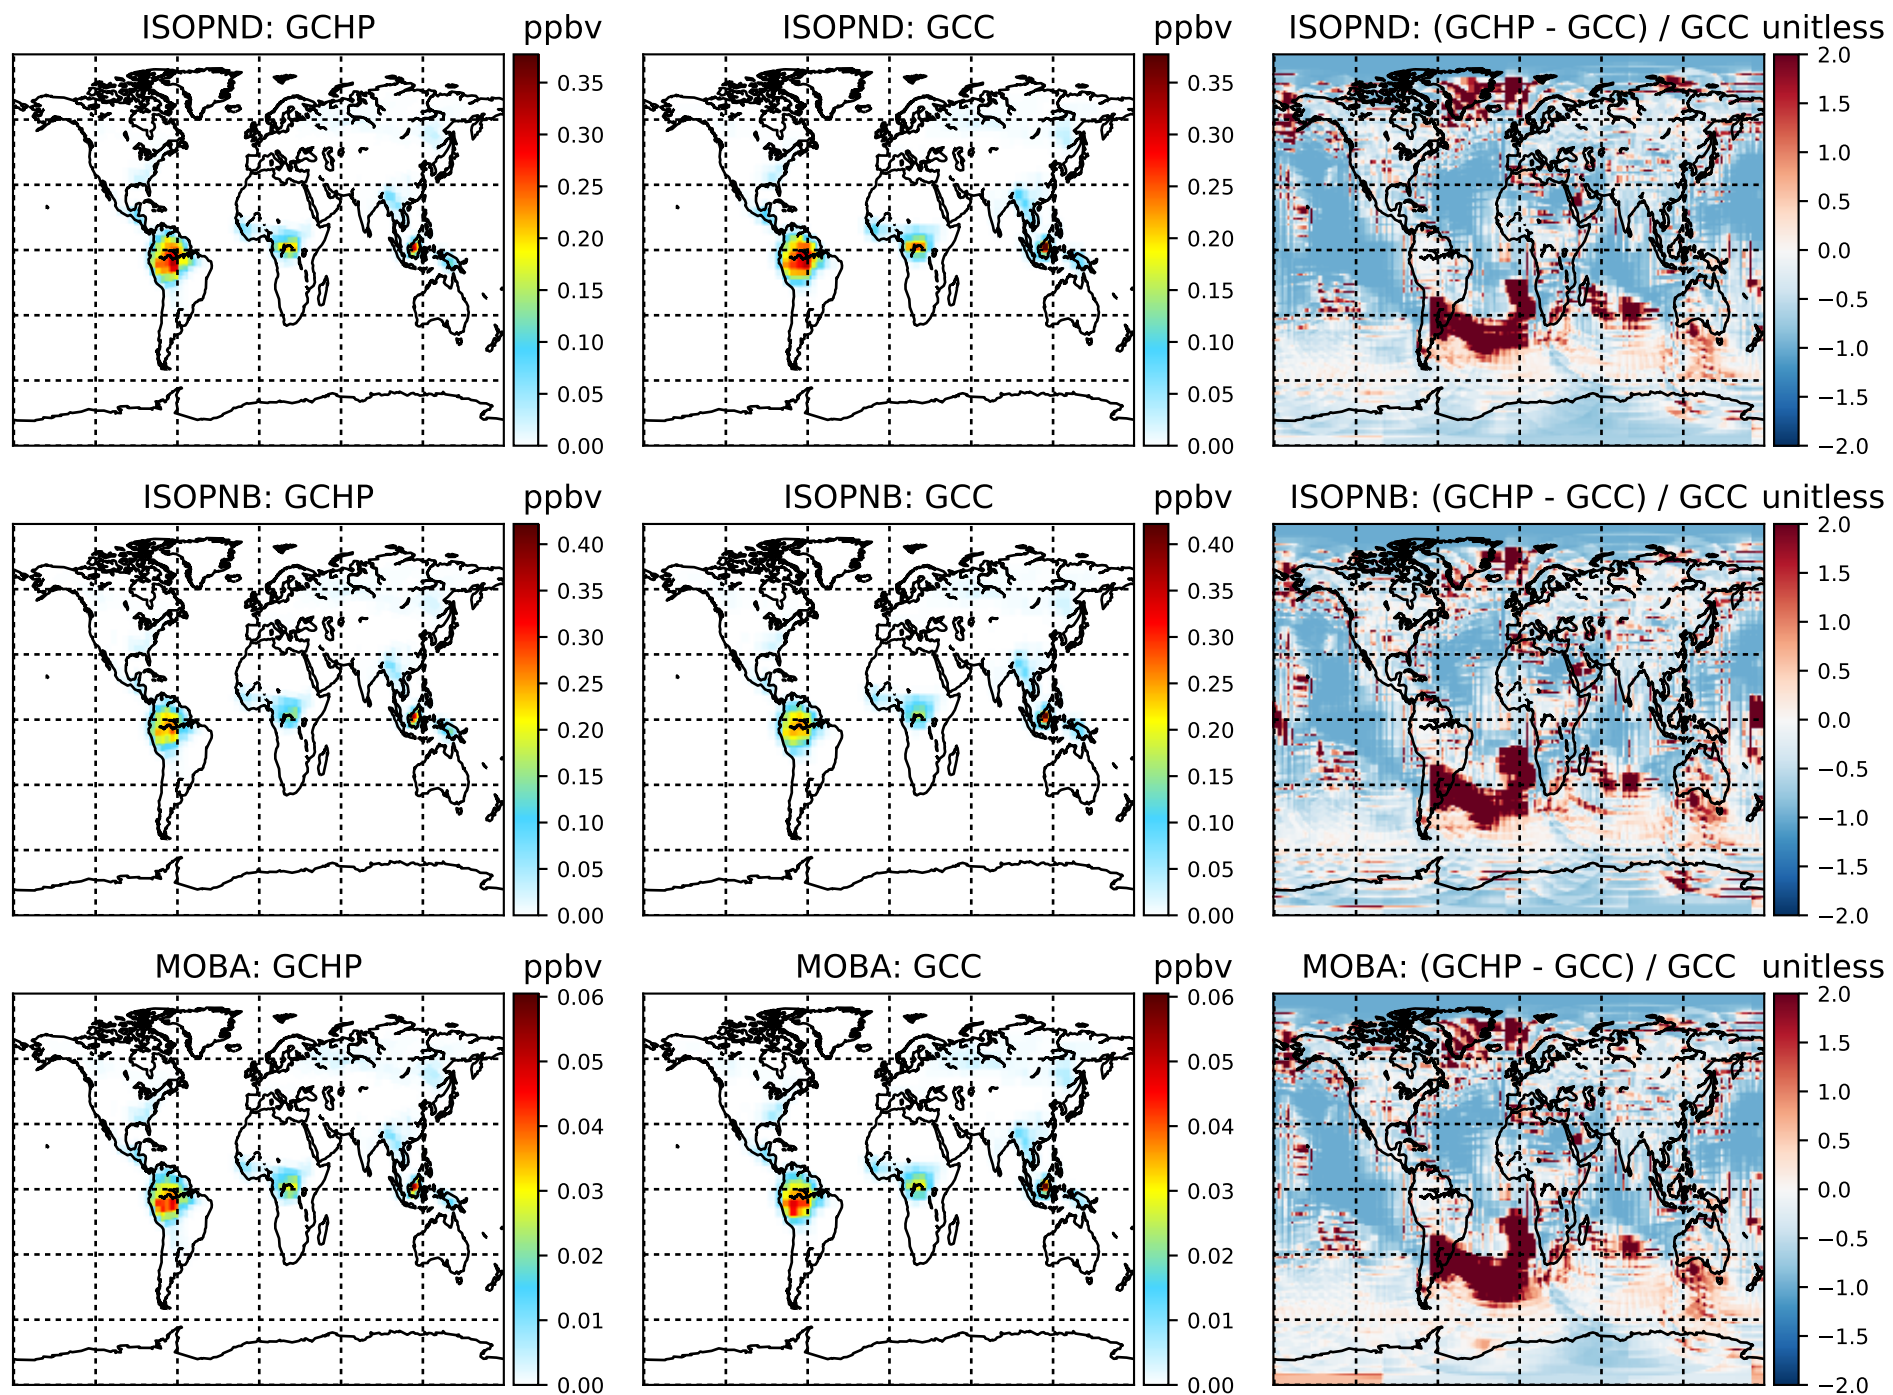 ISOPND: GCHP ppbv ISOPND: GCC ppbv ISOPND: (GCHP - GCC) / GCC unitless
0.35 0.35 2.0
0.30 0.30 1.5
0.25 0.25 1.0
0.20 0.20 0.5
0.15 0.15 0.0
0.10 0.10 −0.5
0.05 0.05 −1.0
0.00 0.00 −1.5
−2.0
ISOPNB: GCHP ppbv ISOPNB: GCC ppbv ISOPNB: (GCHP - GCC) / GCC unitless
0.40 0.40 2.0
0.35 0.35 1.5
0.30 0.30 1.0
0.25 0.25 0.5
0.20 0.20 0.0
0.15 0.15 −0.5
0.10 0.10 −1.0
0.05 0.05 −1.5
0.00 0.00 −2.0
MOBA: GCHP ppbv MOBA: GCC ppbv MOBA: (GCHP - GCC) / GCC unitless
0.06 0.06 2.0
0.05 0.05 1.5
0.04 0.04 1.0
0.03 0.03 0.5
0.02 0.02 0.0
0.01 0.01 −0.5
0.00 0.00 −1.0
−1.5
−2.0